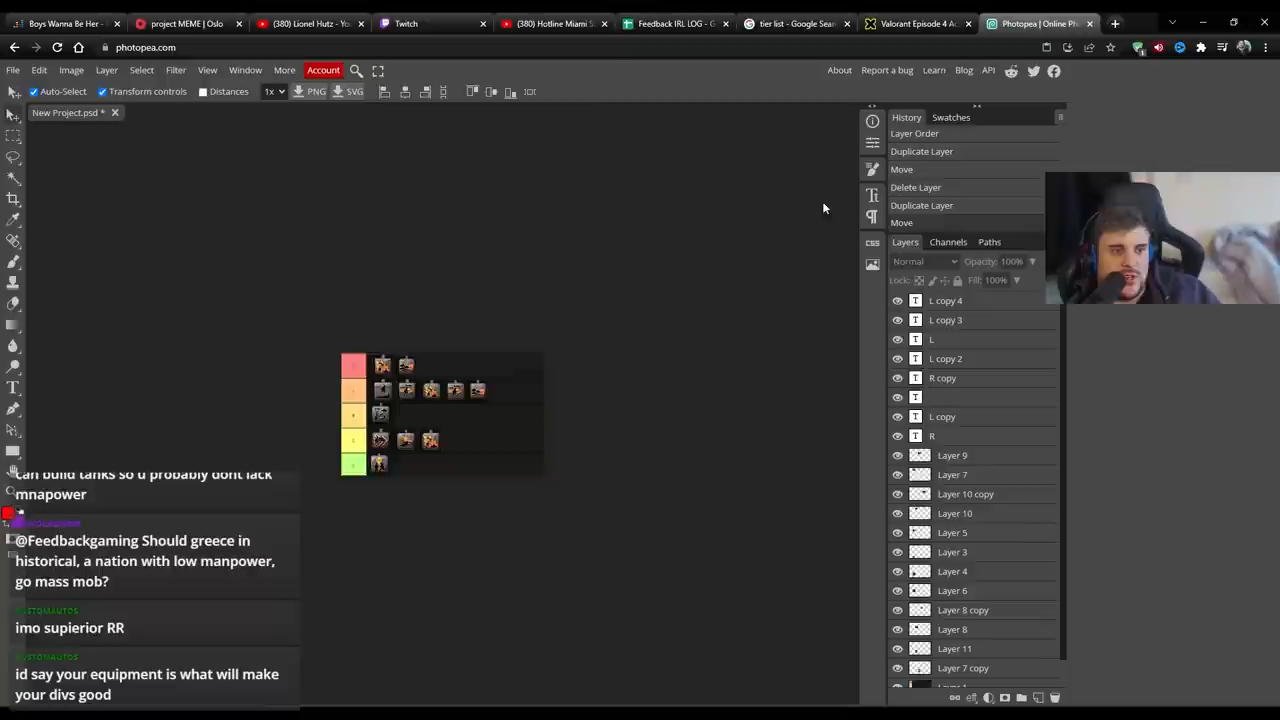 Boys Wanna Be Her -
project MEME | Oslo
(380) Lionel Hutz - Yo
Twitch
(380) Hotline Miami S
Feedback IRL LOG - G
tier list - Google Sear
Valorant Episode 4 A
Photopea | Online Ph
photopea.com
File Edit Image Layer Select Filter View Window More Account
About Report a bug Learn Blog API
Auto-Select Transform controls Distances 1x PNG SVG
New Project.psd *
History Swatches
Layer Order
Duplicate Layer
Move
Delete Layer
Duplicate Layer
Move
CSS
Layers Channels Paths
Normal Opacity: 100%
Lock: Fill: 100%
L copy 4
L copy 3
L
L copy 2
R copy
L copy
R
Layer 9
Layer 7
Layer 10 copy
Layer 10
Layer 5
Layer 3
Layer 4
Layer 6
Layer 8 copy
Layer 8
Layer 11
Layer 7 copy
can build tanks so u probably dont lack
mnapower
@Feedbackgaming Should greece in
historical, a nation with low manpower,
go mass mob?
imo supierior RR
id say your equipment is what will make
your divs good